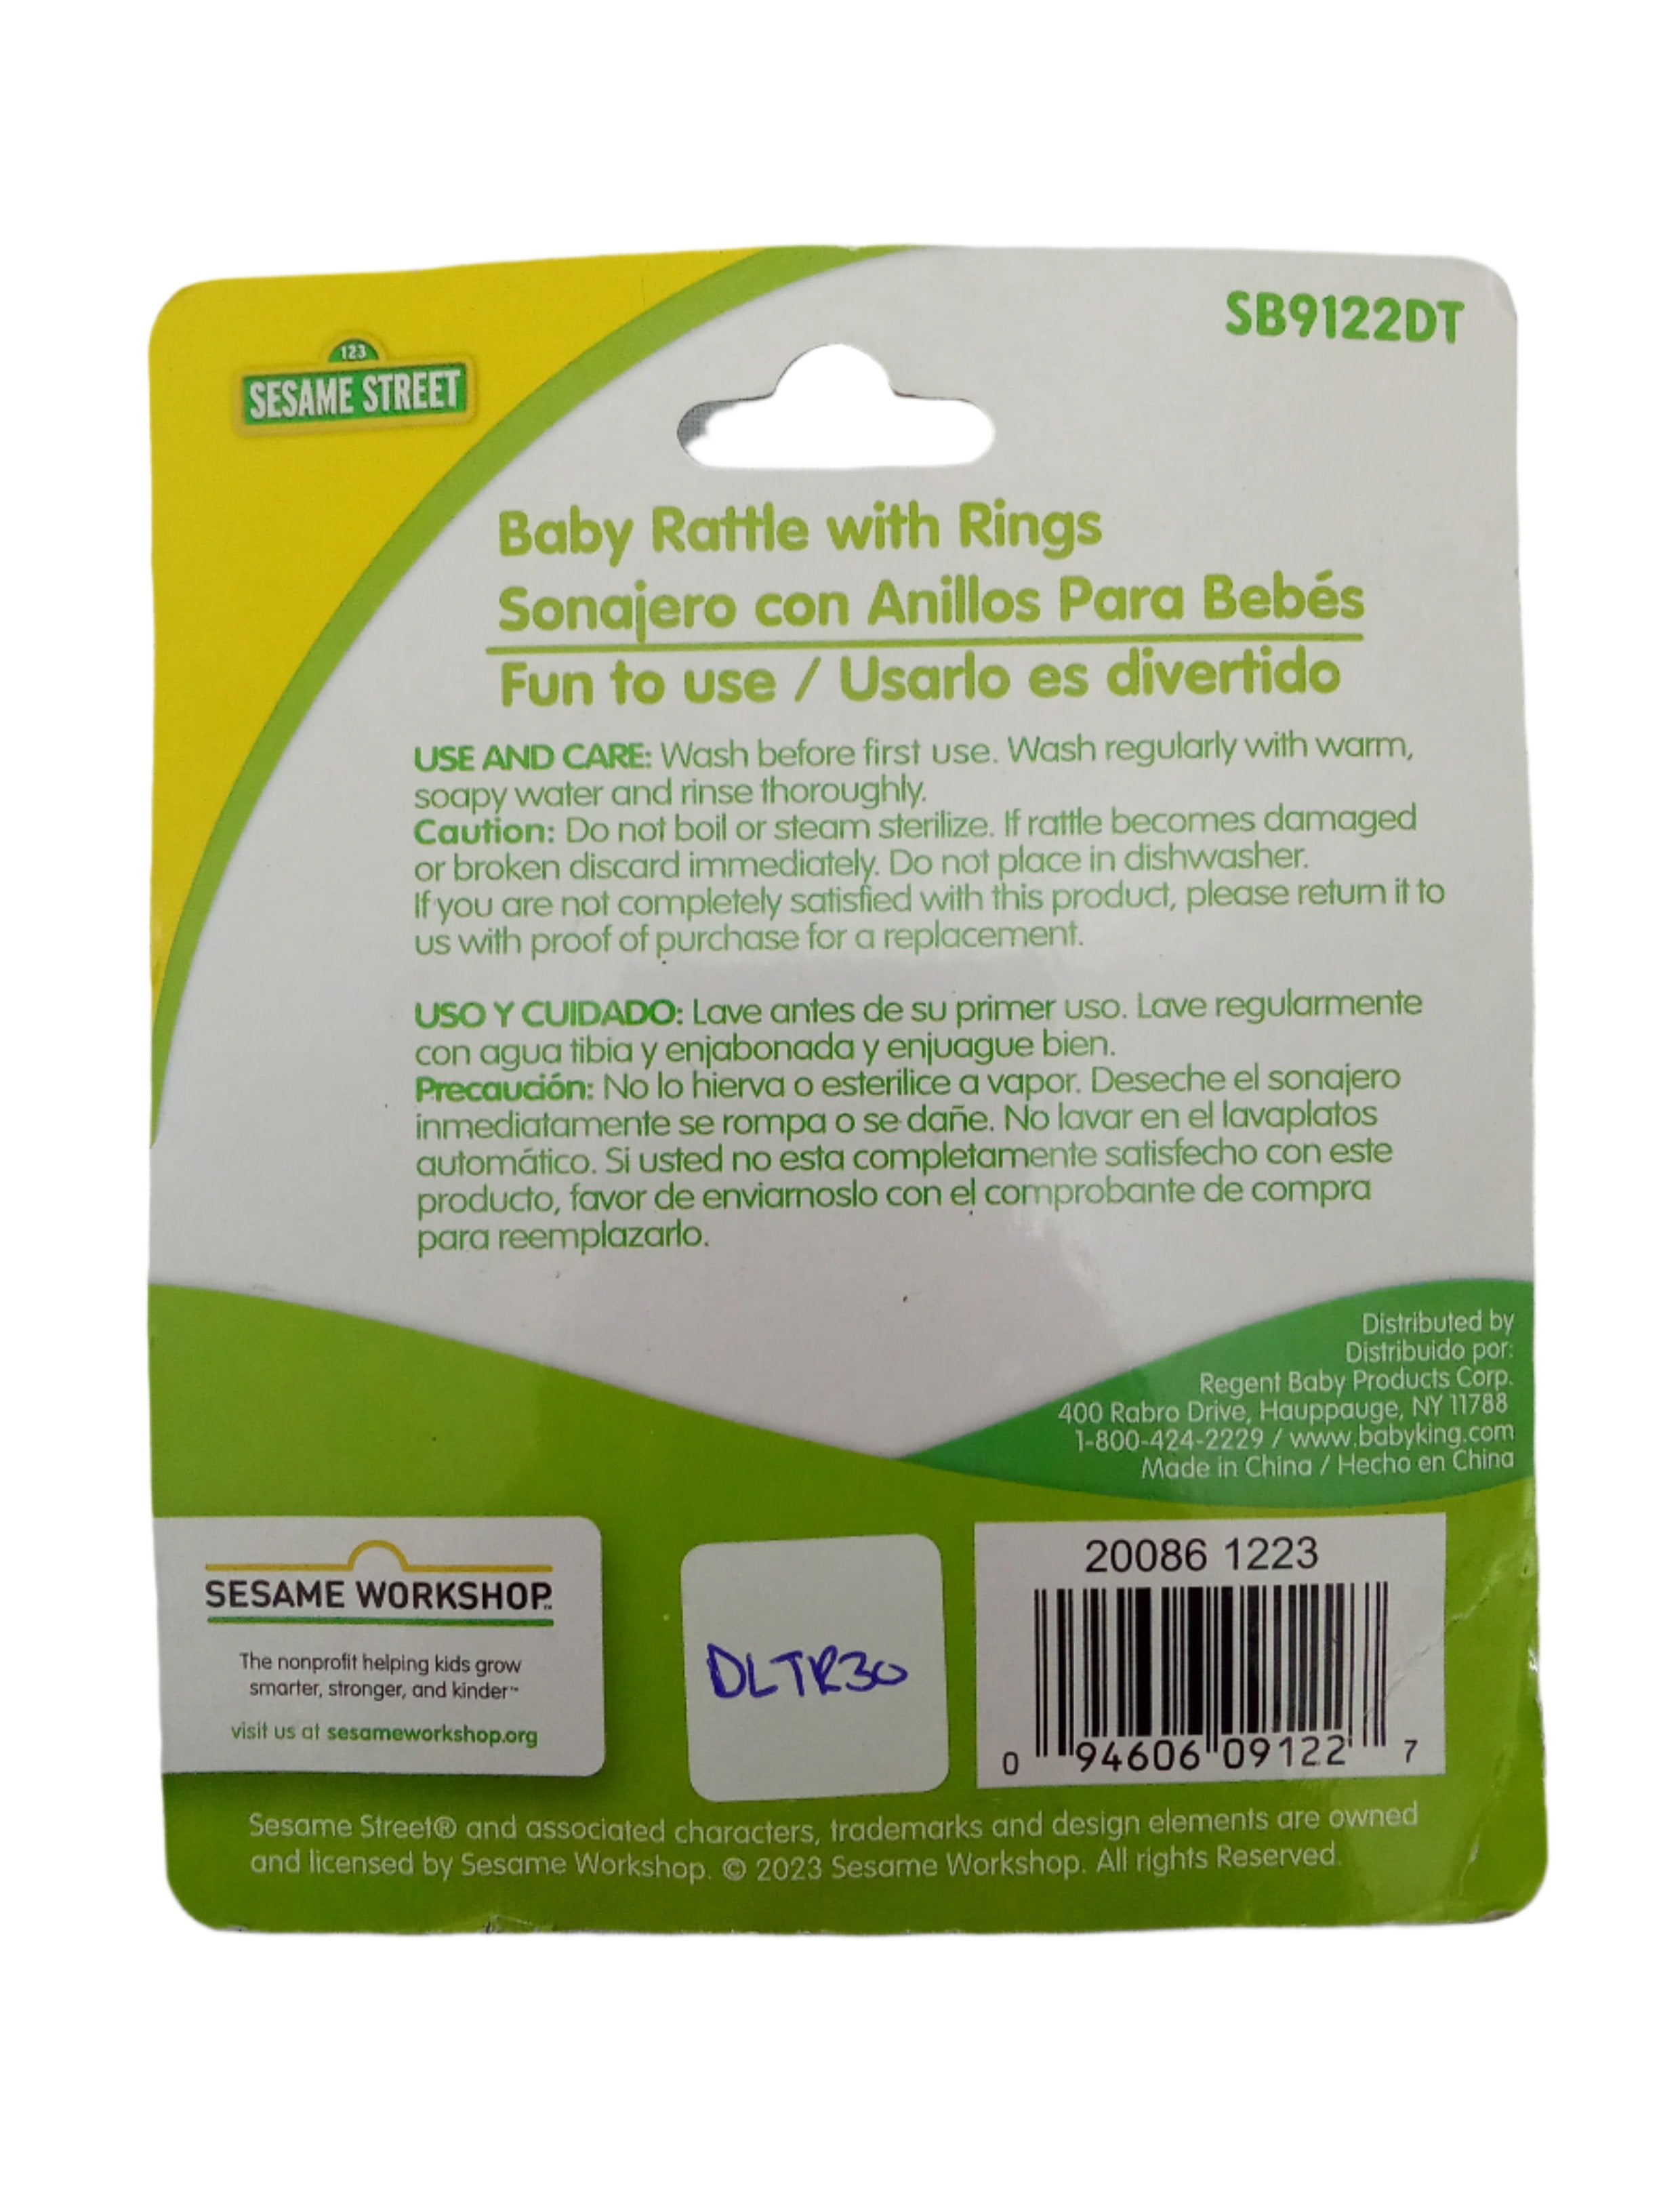 SB9122DT
123
SESAME STREET
Baby Rattle with Rings
Sonajero con Anillos Para Bebés
Fun to use / Usarlo es divertido
USE AND CARE: Wash before first use. Wash regularly with warm,
soapy water and rinse thoroughly.
Caution: Do not boil or steam sterilize. If rattle becomes damaged
or broken discard immediately. Do not place in dishwasher.
If you are not completely satisfied with this product, please return it to
us with proof of purchase for a replacement.
USO Y CUIDADO: Lave antes de su primer uso. Lave regularmente
con agua tibia y enjabonada y enjuague bien.
Precaución: No lo hierva o esterilice a vapor. Deseche el sonajero
inmediatamente se rompa o se dañe. No lavar en el lavaplatos
automático. Si usted no esta completamente satisfecho con este
producto, favor de enviarnoslo con el comprobante de compra
para reemplazarlo.
Distributed by
Distribuido por:
Regent Baby Products Corp.
400 Rabro Drive, Hauppauge, NY 11788
1-800-424-2229 / www.babyking.com
Made in China / Hecho en China
SESAME WORKSHOP™
The nonprofit helping kids grow
smarter, stronger, and kinder™
visit us at sesameworkshop.org
DLTR30
20086 1223
0 94606 09122 7
Sesame Street® and associated characters, trademarks and design elements are owned
and licensed by Sesame Workshop. © 2023 Sesame Workshop. All rights Reserved.